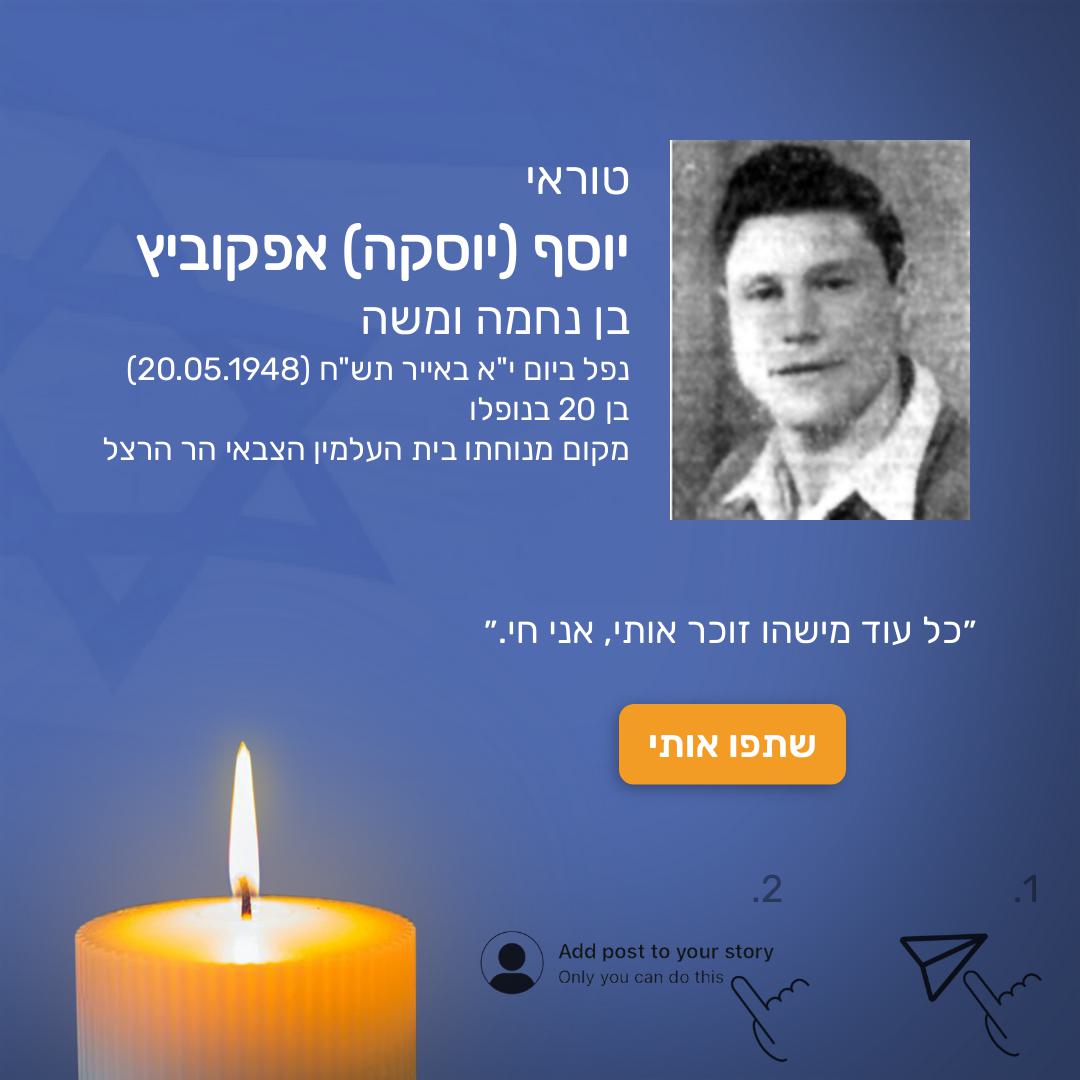 טוראי
יוסף (יוסקה) אפקוביץ
בן נחמה ומשה
נפל ביום י"א באייר תש"ח (20.05.1948)
בן 20 בנופלו
מקום מנוחתו בית העלמין הצבאי הר הרצל
״כל עוד מישהו זוכר אותי, אני חי.״
שתפו אותי
1.
2.
Add post to your story
Only you can do this